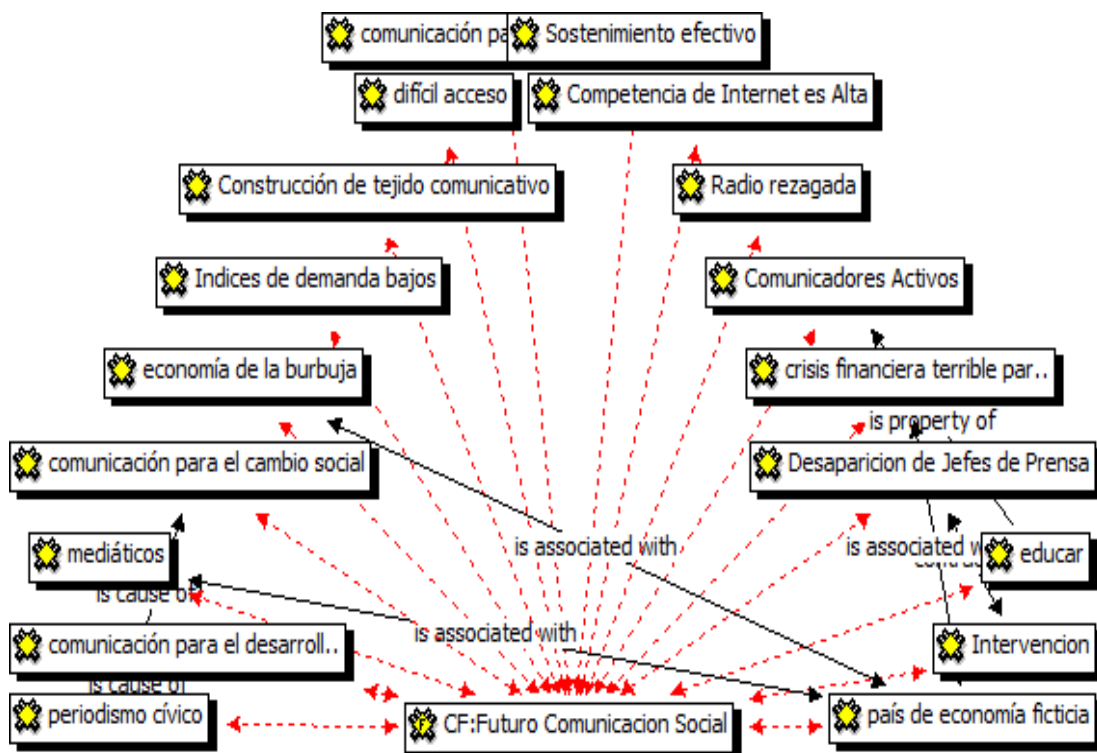 comunicación pa
Sostenimiento efectivo
difícil acceso
Competencia de Internet es Alta
Construcción de tejido comunicativo
Radio rezagada
Indices de demanda bajos
Comunicadores Activos
economía de la burbuja
crisis financiera terrible par..
is property of
comunicación para el cambio social
Desaparicion de Jefes de Prensa
is associated with
mediáticos
is associated w
educar
is cause of
is associated with
comunicación para el desarroll..
Intervencion
is cause of
periodismo cívico
CF:Futuro Comunicacion Social
país de economía ficticia